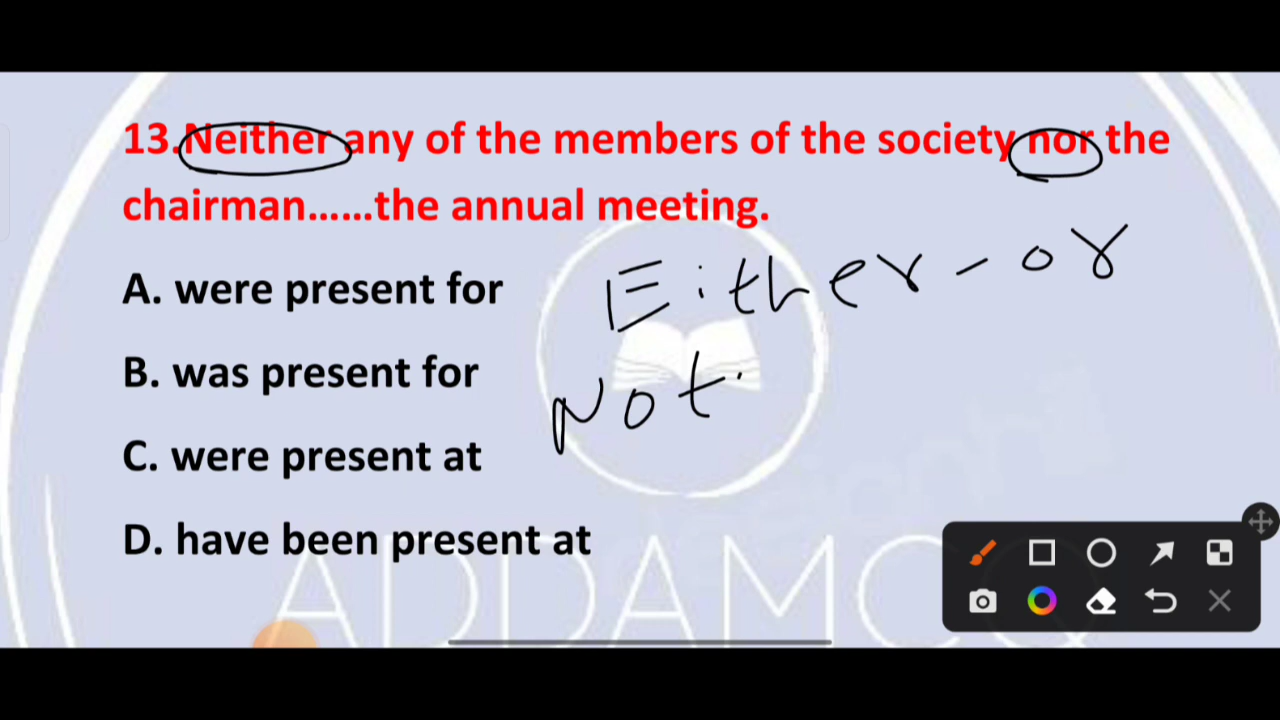 13.Neither any of the members of the society nor the
chairman......the annual meeting.
A. were present for
Either - or
B. was present for
Not.
C. were present at
D. have been present at
ADDAMCQ